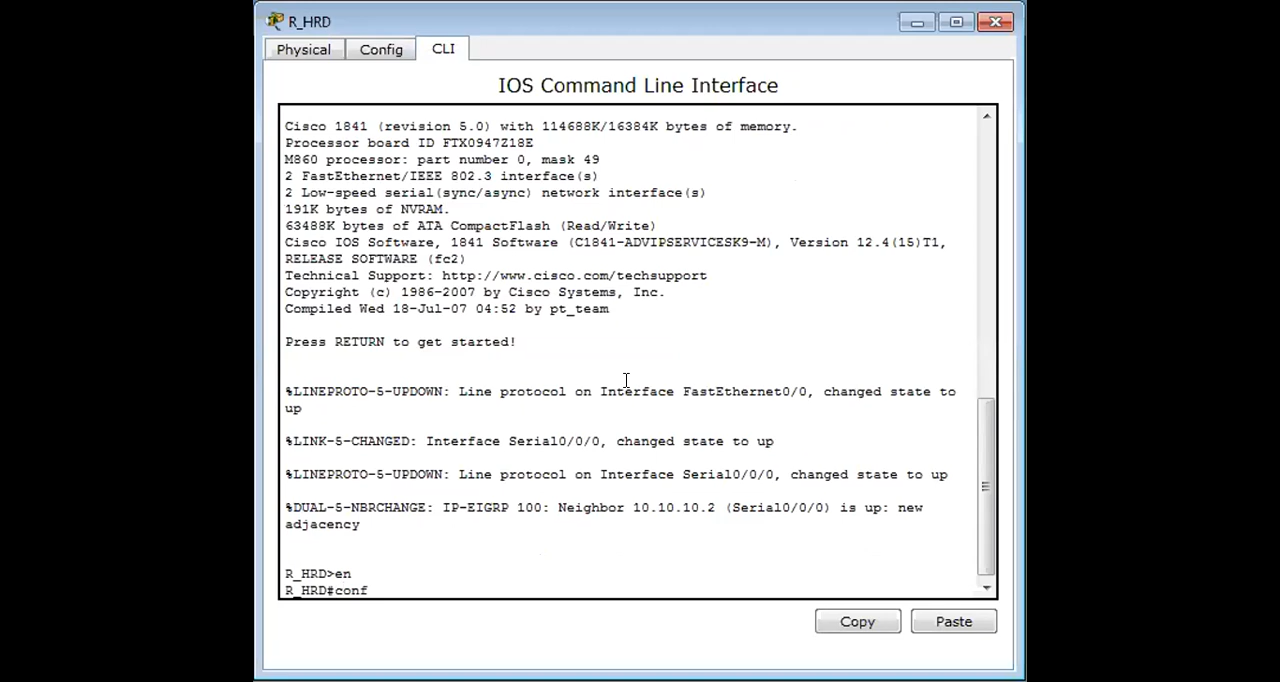 R_HRD
Physical
Config
CLI
IOS Command Line Interface
Cisco 1841 (revision 5.0) with 114688K/16384K bytes of memory.
Processor board ID FTX0947Z18E
M860 processor: part number 0, mask 49
2 FastEthernet/IEEE 802.3 interface(s)
2 Low-speed serial(sync/async) network interface(s)
191K bytes of NVRAM.
63488K bytes of ATA CompactFlash (Read/Write)
Cisco IOS Software, 1841 Software (C1841-ADVIPSERVICESK9-M), Version 12.4(15)T1,
RELEASE SOFTWARE (fc2)
Technical Support: http://www.cisco.com/techsupport
Copyright (c) 1986-2007 by Cisco Systems, Inc.
Compiled Wed 18-Jul-07 04:52 by pt_team
Press RETURN to get started!
%LINEPROTO-5-UPDOWN: Line protocol on Interface FastEthernet0/0, changed state to
up
%LINK-5-CHANGED: Interface Serial0/0/0, changed state to up
%LINEPROTO-5-UPDOWN: Line protocol on Interface Serial0/0/0, changed state to up
%DUAL-5-NBRCHANGE: IP-EIGRP 100: Neighbor 10.10.10.2 (Serial0/0/0) is up: new
adjacency
R_HRD>en
R_HRD#conf
Copy
Paste